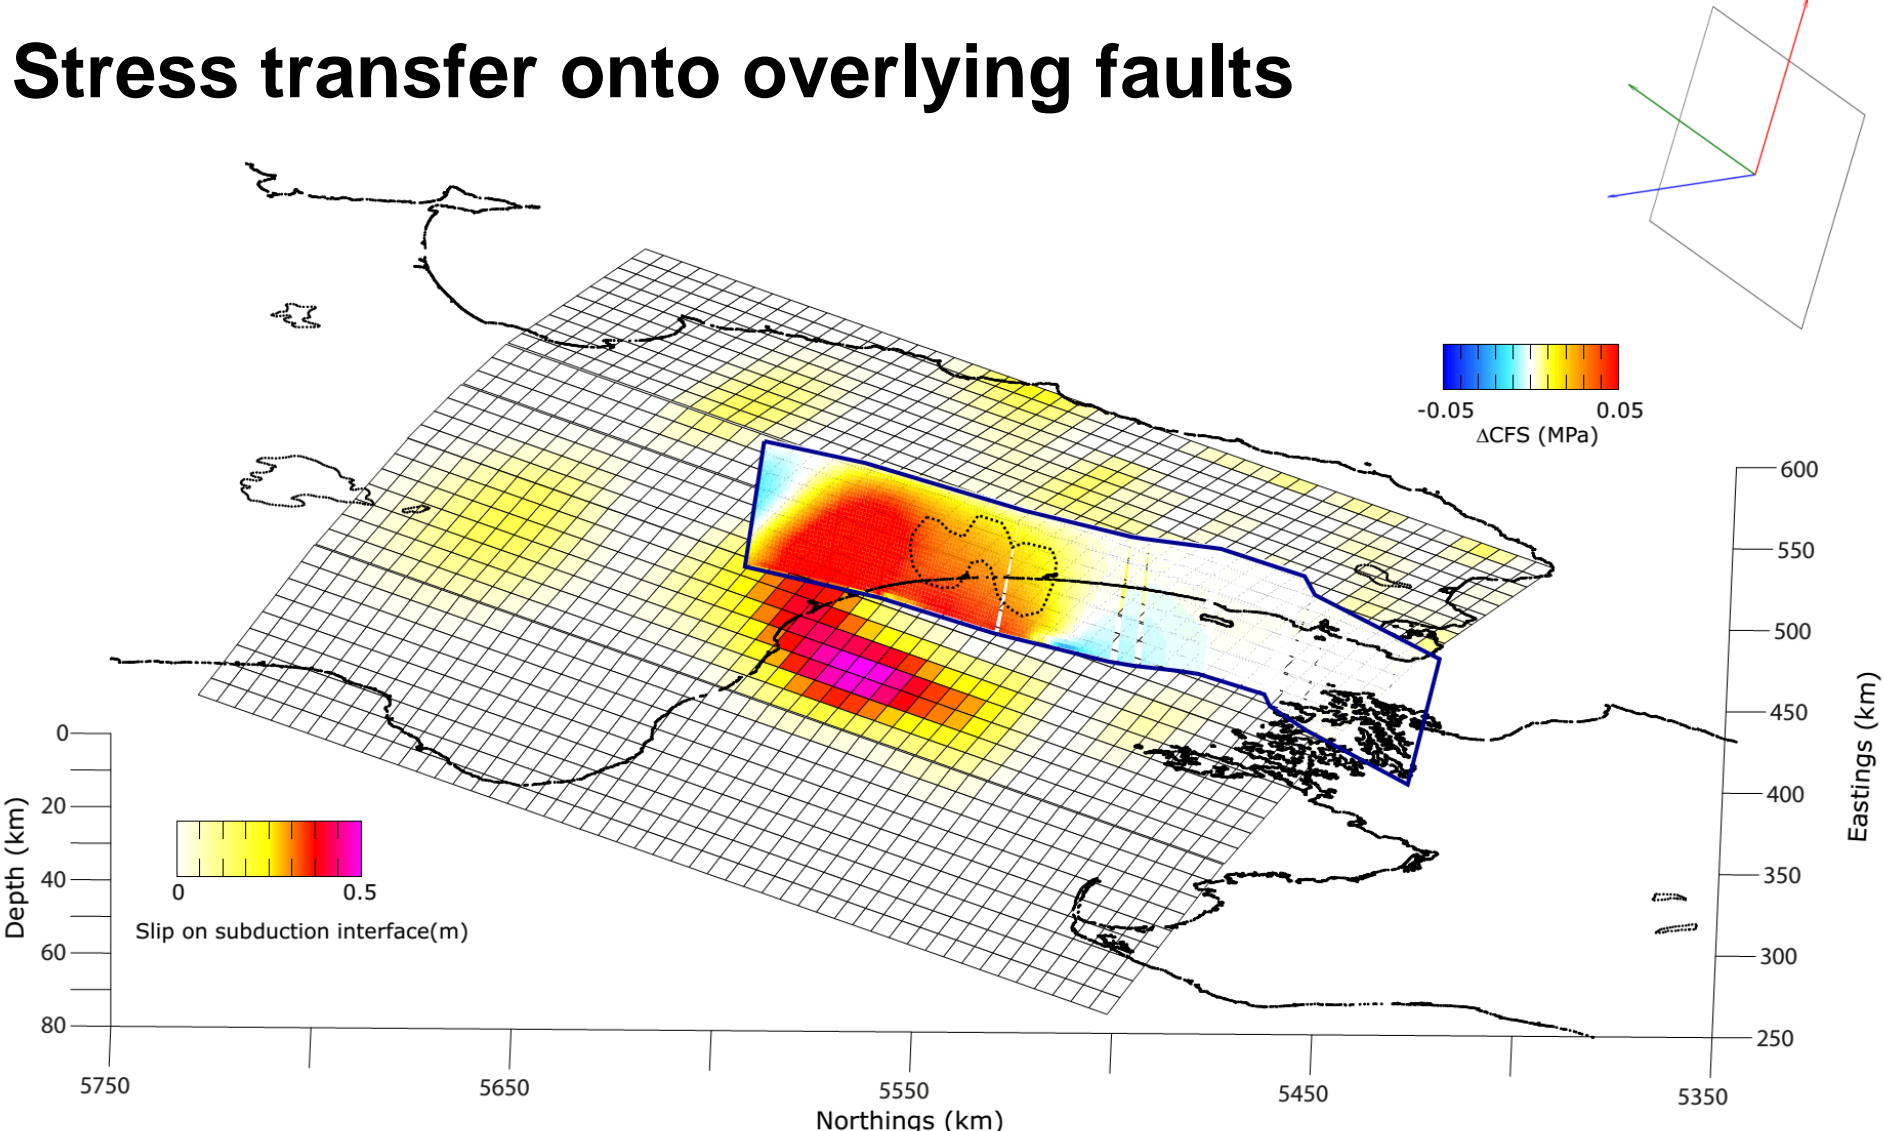 Stress transfer onto overlying faults
-0.05 0.05
ΔCFS (MPa)
600
550
500
450
400
350
300
250
Eastings (km)
0
20
40
60
80
Depth (km)
0 0.5
Slip on subduction interface(m)
5750 5650 5550 5450 5350
Northings (km)